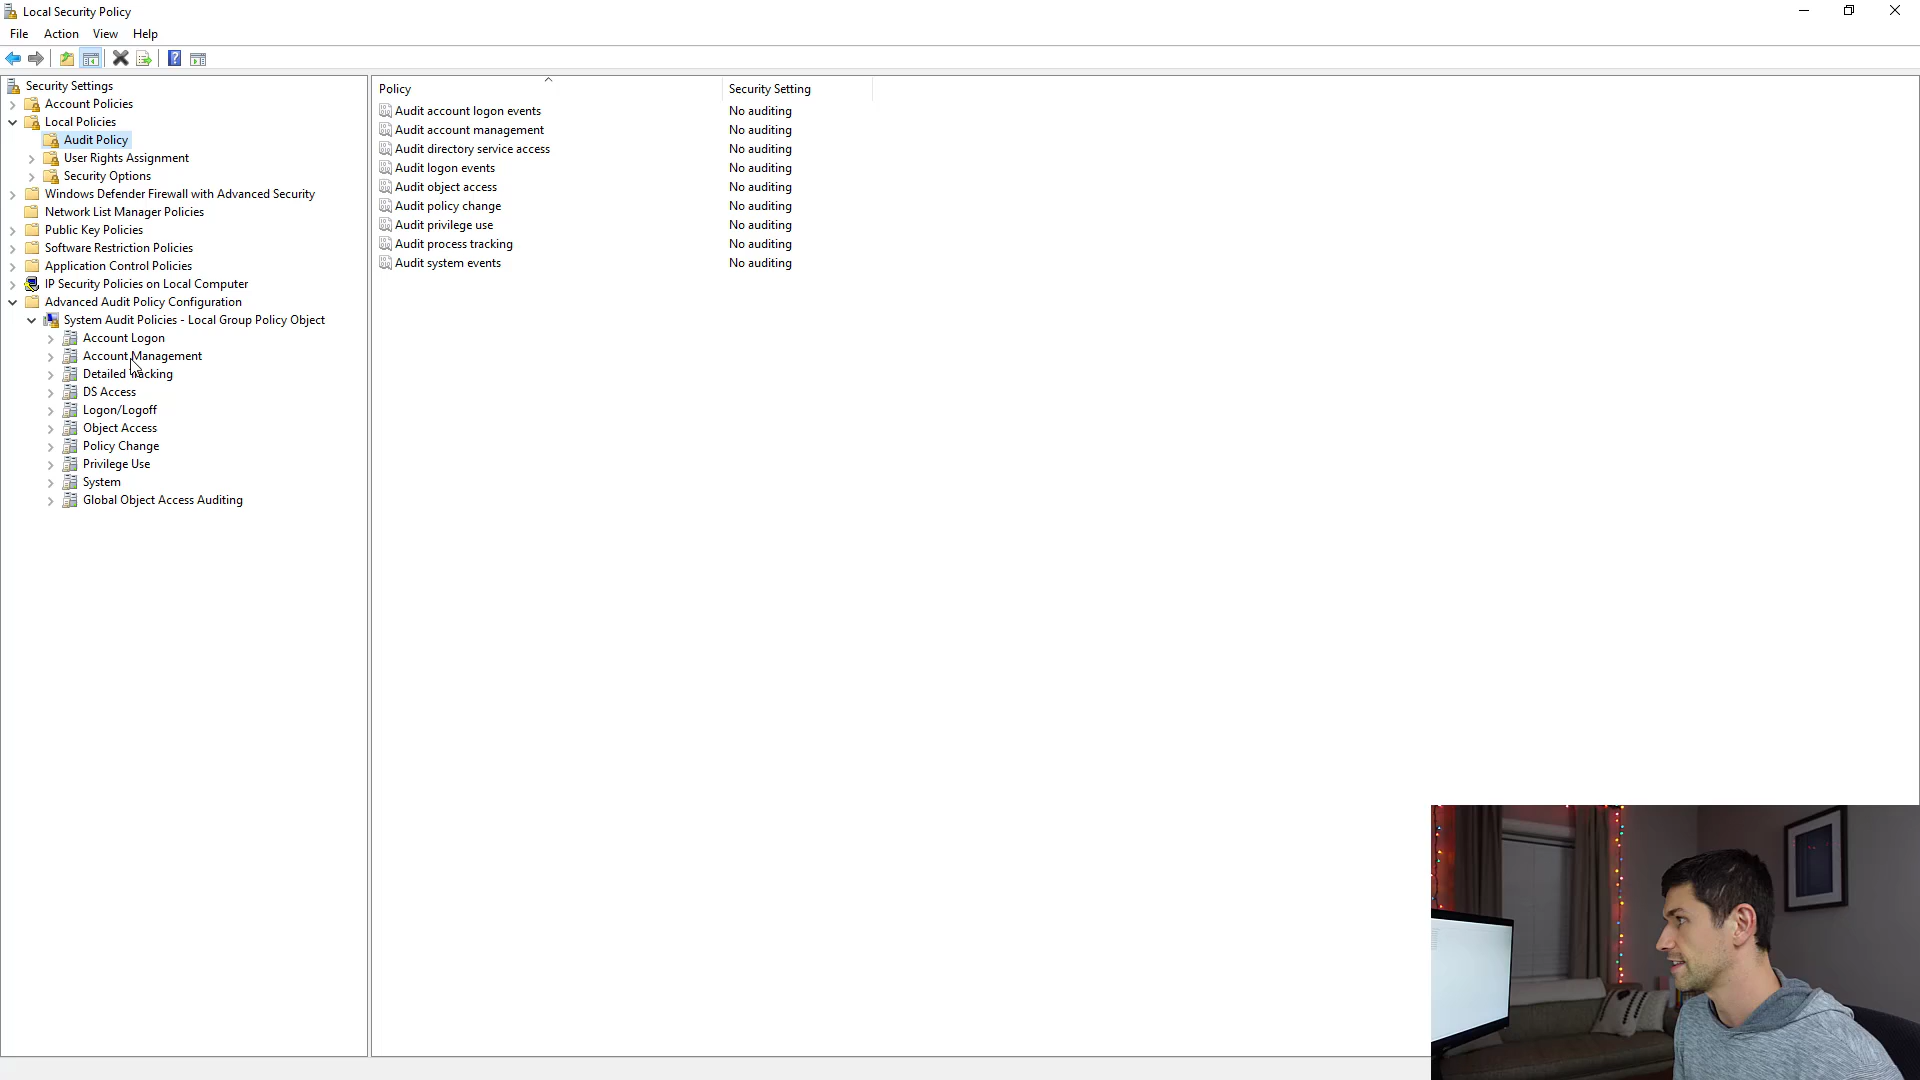 Local Security Policy
File Action View Help
Security Settings
Account Policies
Local Policies
Audit Policy
User Rights Assignment
Security Options
Windows Defender Firewall with Advanced Security
Network List Manager Policies
Public Key Policies
Software Restriction Policies
Application Control Policies
IP Security Policies on Local Computer
Advanced Audit Policy Configuration
System Audit Policies - Local Group Policy Object
Account Logon
Account Management
Detailed Tracking
DS Access
Logon/Logoff
Object Access
Policy Change
Privilege Use
System
Global Object Access Auditing
Policy Security Setting
Audit account logon events No auditing
Audit account management No auditing
Audit directory service access No auditing
Audit logon events No auditing
Audit object access No auditing
Audit policy change No auditing
Audit privilege use No auditing
Audit process tracking No auditing
Audit system events No auditing